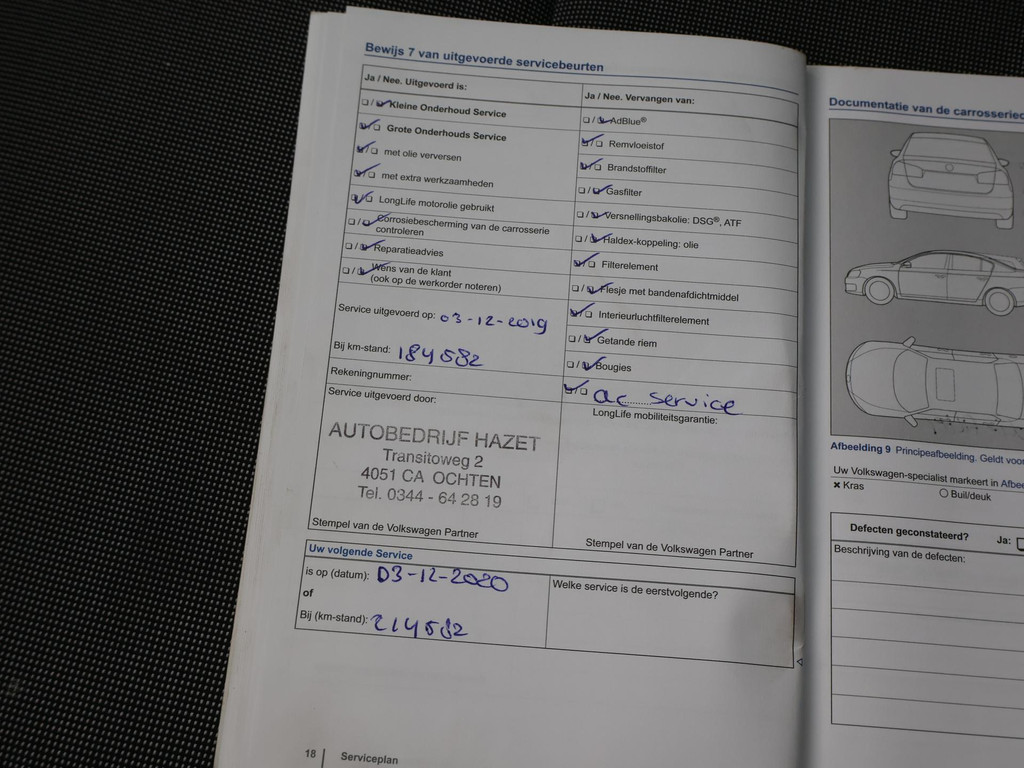 Bewijs 7 van uitgevoerde servicebeurten
Ja / Nee. Uitgevoerd is:
Kleine Onderhoud Service
Grote Onderhouds Service
met olie verversen
met extra werkzaamheden
LongLife motorolie gebruikt
Corrosiebescherming van de carrosserie
controleren
Reparatieadvies
Wens van de klant
(ook op de werkorder noteren)
Service uitgevoerd op: 03-12-2019
Bij km-stand: 184582
Rekeningnummer:
Service uitgevoerd door:
AUTOBEDRIJF HAZET
Transitoweg 2
4051 CA OCHTEN
Tel. 0344 - 64 28 19
Stempel van de Volkswagen Partner
Ja / Nee. Vervangen van:
AdBlue®
Remvloeistof
Brandstoffilter
Gasfilter
Versnellingsbakolie: DSG®, ATF
Haldex-koppeling: olie
Filterelement
Flesje met bandenafdichtmiddel
Interieurluchtfilterelement
Getande riem
Bougies
ac service
LongLife mobiliteitsgarantie:
Stempel van de Volkswagen Partner
Uw volgende Service
is op (datum): 03-12-2020
of
Bij (km-stand): 214582
Welke service is de eerstvolgende?
18 | Serviceplan
Documentatie van de
Afbeelding 9 Principeafbeelding. Geldt
Uw Volkswagen-specialist markeert in
× Kras
Buil/deuk
Defecten geconstateerd? Ja:
Beschrijving van de defecten: